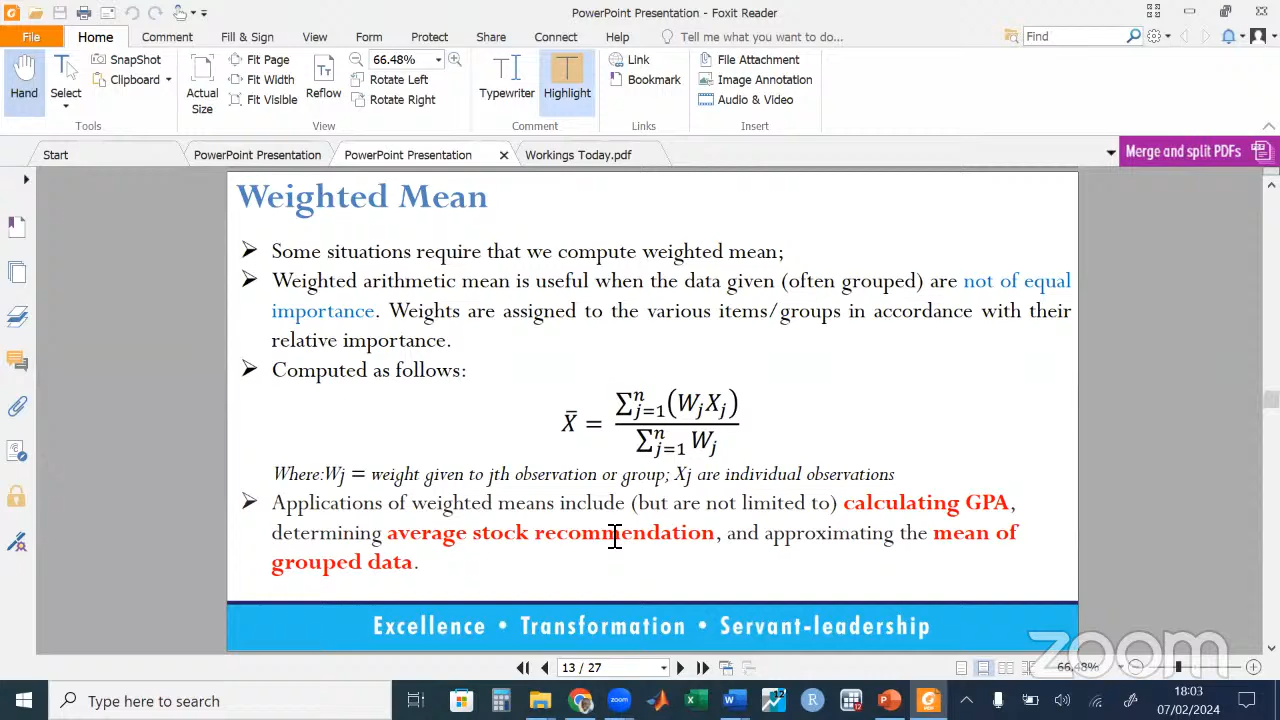 PowerPoint Presentation - Foxit Reader
File Home Comment Fill & Sign View Form Protect Share Connect Help Tell me what you want to do... Find
Hand
Select
SnapShot
Clipboard
Tools
Actual
Size
Fit Page
Fit Width
Fit Visible
Reflow
66.48%
Rotate Left
Rotate Right
View
Typewriter
Highlight
Comment
Link
Bookmark
Links
File Attachment
Image Annotation
Audio & Video
Insert
Start PowerPoint Presentation PowerPoint Presentation Workings Today.pdf Merge and split PDFs
Weighted Mean
➢ Some situations require that we compute weighted mean;
➢ Weighted arithmetic mean is useful when the data given (often grouped) are not of equal
importance. Weights are assigned to the various items/groups in accordance with their
relative importance.
➢ Computed as follows:
X̄ = ∑ⁿⱼ₌₁(WⱼXⱼ) / ∑ⁿⱼ₌₁ Wⱼ
Where:Wj = weight given to jth observation or group; Xj are individual observations
➢ Applications of weighted means include (but are not limited to) calculating GPA,
determining average stock recommendation, and approximating the mean of
grouped data.
Excellence • Transformation • Servant-leadership
zoom
13 / 27
66.48%
Type here to search
zoom
12
18:03
07/02/2024